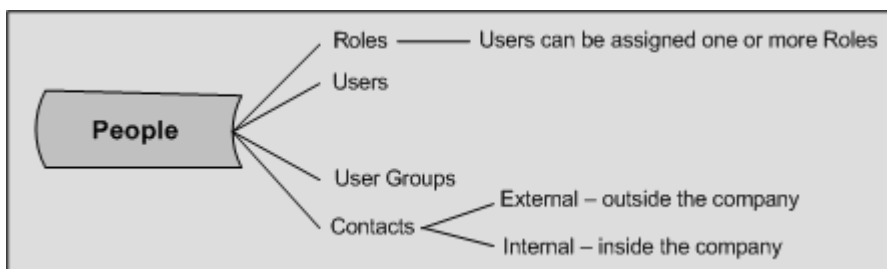 Roles
Users can be assigned one or more Roles
Users
People
User Groups
External – outside the company
Contacts
Internal – inside the company